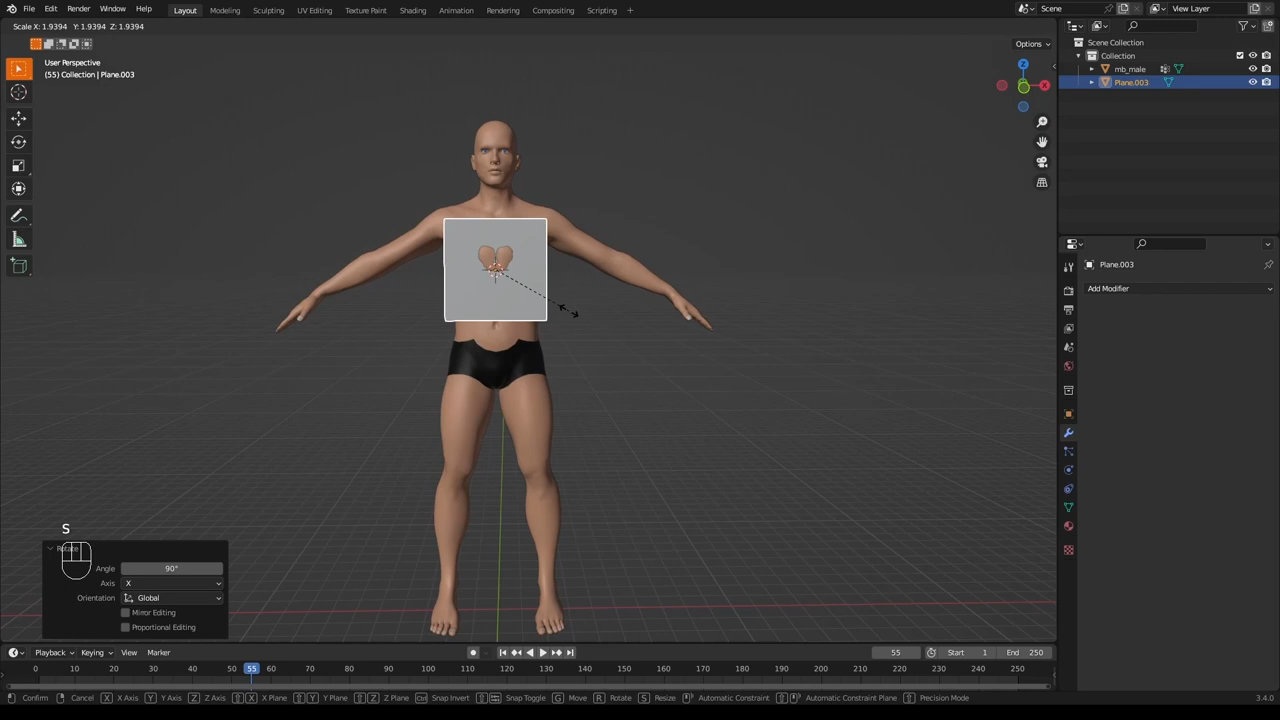 File Edit Render Window Help Layout Modeling Sculpting UV Editing Texture Paint Shading Animation Rendering Compositing Scripting + Scene View Layer
Scale X: 1.9394 Y: 1.9394 Z: 1.9394
Options
User Perspective
(55) Collection | Plane.003
Z
X
Scene Collection
Collection
mb_male
Plane.003
Plane.003
Add Modifier
S
Rotate
Angle 90°
Axis X
Orientation Global
Mirror Editing
Proportional Editing
Playback Keying View Marker 55 Start 1 End 250
0 10 20 30 40 50 55 60 70 80 90 100 110 120 130 140 150 160 170 180 190 200 210 220 230 240 250
Confirm Cancel X X Axis Y Y Axis Z Z Axis X X Plane Y Y Plane Z Z Plane Snap Invert Snap Toggle G Move R Rotate S Resize Automatic Constraint Automatic Constraint Plane Precision Mode 3.4.0